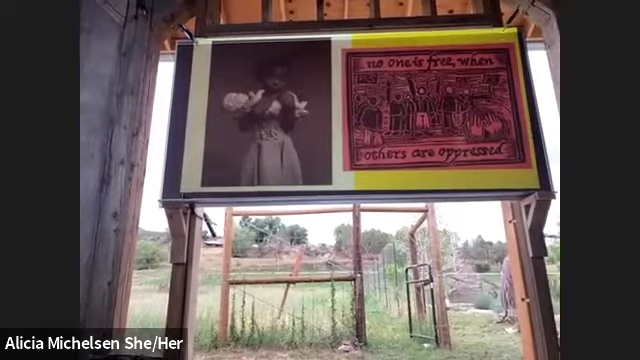 no one is free, when
others are oppressed
Alicia Michelsen She/Her